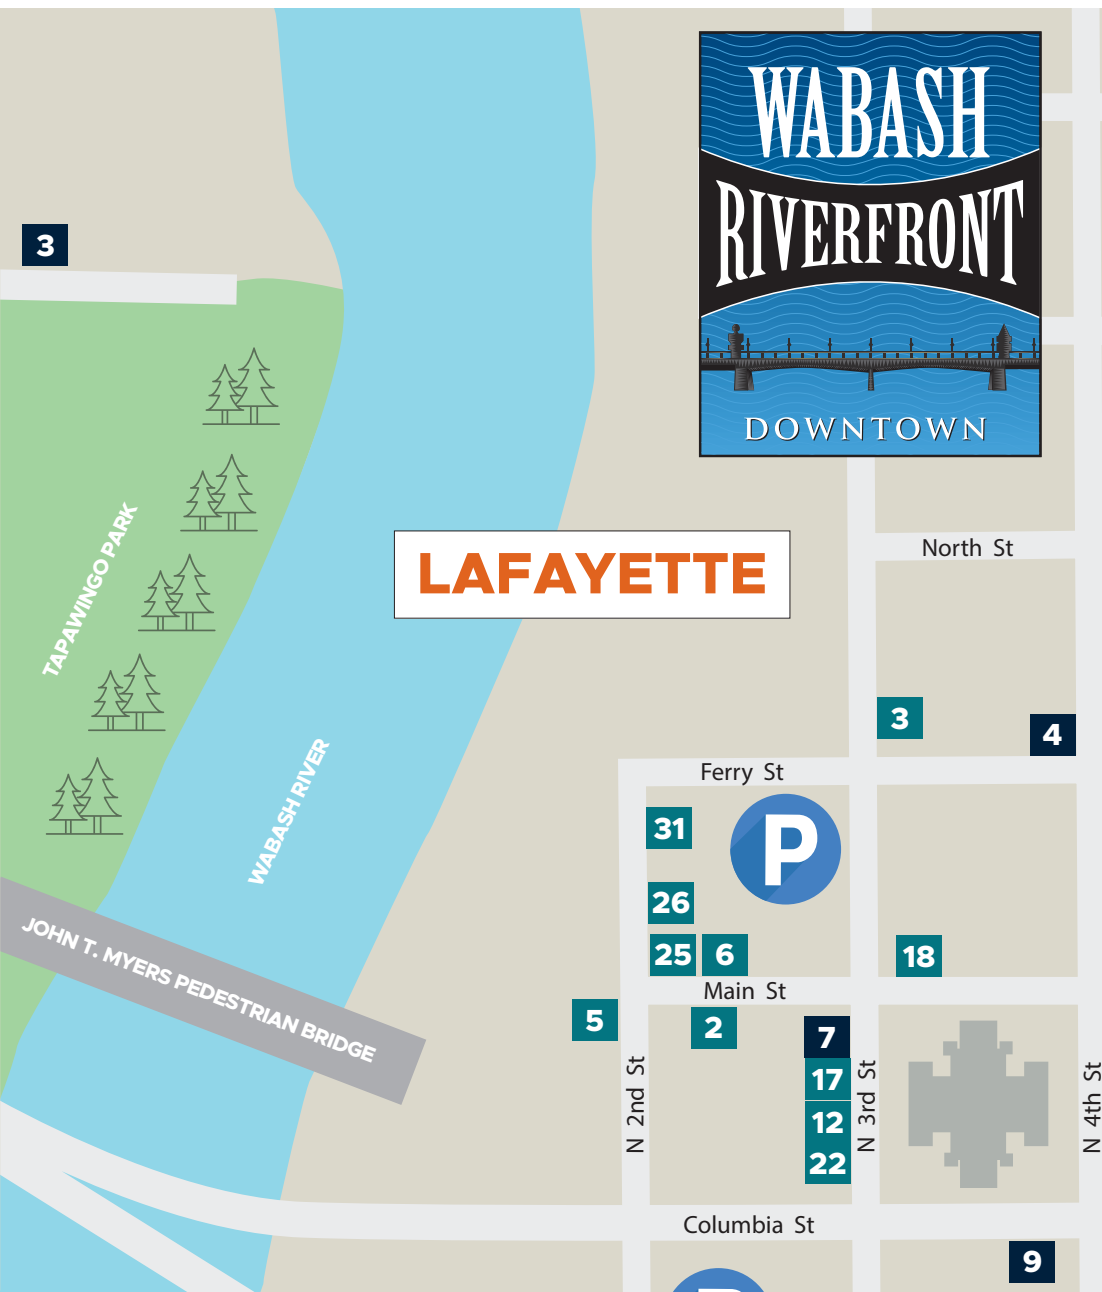 WABASH
RIVERFRONT
DOWNTOWN
3
TAPAWINGO PARK
LAFAYETTE
North St
3
4
WABASH RIVER
Ferry St
31
P
26
25
6
18
JOHN T. MYERS PEDESTRIAN BRIDGE
Main St
5
2
7
17
12
22
N 2nd St
N 3rd St
N 4th St
Columbia St
9